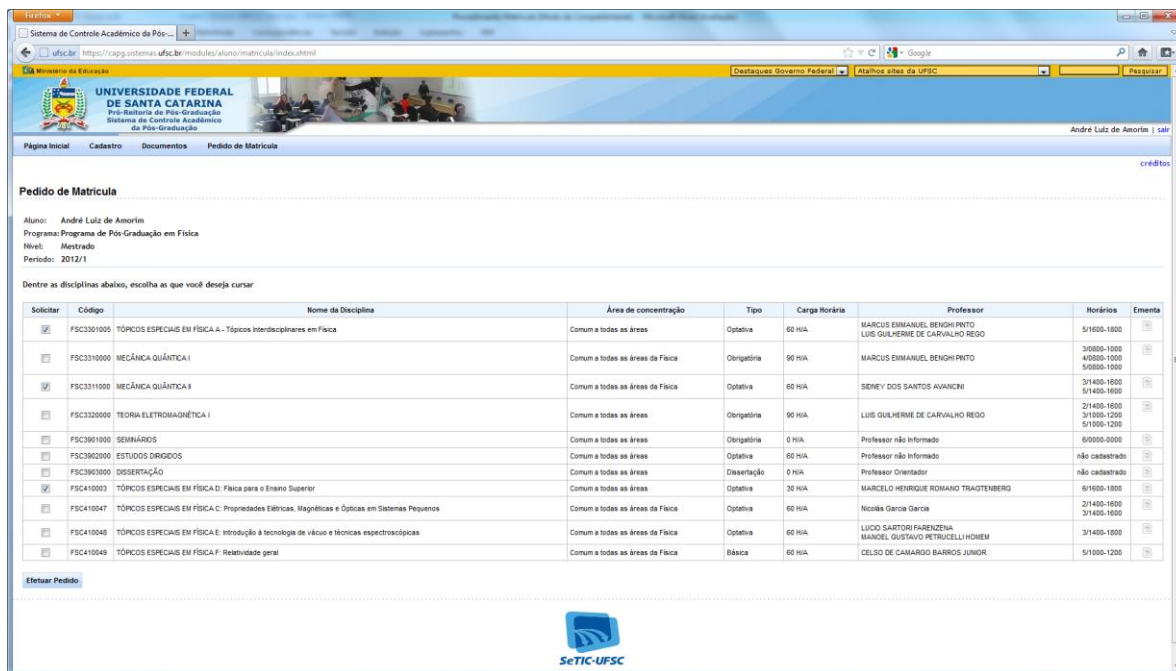 Firefox
Sistema de Controle Acadêmico da Pós-...
ufsc.br https://capg.sistemas.ufsc.br/modules/aluno/matricula/index.xhtml
Google
Ministério da Educação
Destaques Governo Federal
Atalhos sites da UFSC
Pesquisar
UNIVERSIDADE FEDERAL
DE SANTA CATARINA
Pró-Reitoria de Pós-Graduação
Sistema de Controle Acadêmico
da Pós-Graduação
André Luiz de Amorim | sair
Página Inicial Cadastro Documentos Pedido de Matrícula
créditos
Pedido de Matrícula
Aluno: André Luiz de Amorim
Programa: Programa de Pós-Graduação em Física
Nível: Mestrado
Período: 2012/1
Dentre as disciplinas abaixo, escolha as que você deseja cursar
Solicitar Código Nome da Disciplina Área de concentração Tipo Carga Horária Professor Horários Ementa
FSC3301005 TÓPICOS ESPECIAIS EM FÍSICA A - Tópicos Interdisciplinares em Física Comum a todas as áreas Optativa 60 H/A MARCUS EMMANUEL BENGHI PINTO
LUIS GUILHERME DE CARVALHO REGO 5/1600-1800
FSC3310000 MECÂNICA QUÂNTICA I Comum a todas as áreas da Física Obrigatória 90 H/A MARCUS EMMANUEL BENGHI PINTO 3/0800-1000
4/0800-1000
5/0800-1000
FSC3311000 MECÂNICA QUÂNTICA II Comum a todas as áreas da Física Optativa 60 H/A SIDNEY DOS SANTOS AVANCINI 3/1400-1600
5/1400-1600
FSC3320000 TEORIA ELETROMAGNÉTICA I Comum a todas as áreas Obrigatória 90 H/A LUIS GUILHERME DE CARVALHO REGO 2/1400-1600
3/1000-1200
5/1000-1200
FSC3901000 SEMINÁRIOS Comum a todas as áreas Obrigatória 0 H/A Professor não Informado 6/0000-0000
FSC3902000 ESTUDOS DIRIGIDOS Comum a todas as áreas Optativa 60 H/A Professor não Informado não cadastrado
FSC3903000 DISSERTAÇÃO Comum a todas as áreas Dissertação 0 H/A Professor Orientador não cadastrado
FSC410003 TÓPICOS ESPECIAIS EM FÍSICA D: Física para o Ensino Superior Comum a todas as áreas Optativa 30 H/A MARCELO HENRIQUE ROMANO TRAGTENBERG 6/1600-1800
FSC410047 TÓPICOS ESPECIAIS EM FÍSICA C: Propriedades Elétricas, Magnéticas e Ópticas em Sistemas Pequenos Comum a todas as áreas da Física Optativa 60 H/A Nicolás Garcia Garcia 2/1400-1600
3/1400-1600
FSC410048 TÓPICOS ESPECIAIS EM FÍSICA E: Introdução à tecnologia de vácuo e técnicas espectroscópicas Comum a todas as áreas da Física Optativa 60 H/A LUCIO SARTORI FARENZENA
MANOEL GUSTAVO PETRUCELLI HOMEM 3/1400-1800
FSC410049 TÓPICOS ESPECIAIS EM FÍSICA F: Relatividade geral Comum a todas as áreas da Física Básica 60 H/A CELSO DE CAMARGO BARROS JUNIOR 5/1000-1200
Efetuar Pedido
SeTIC-UFSC